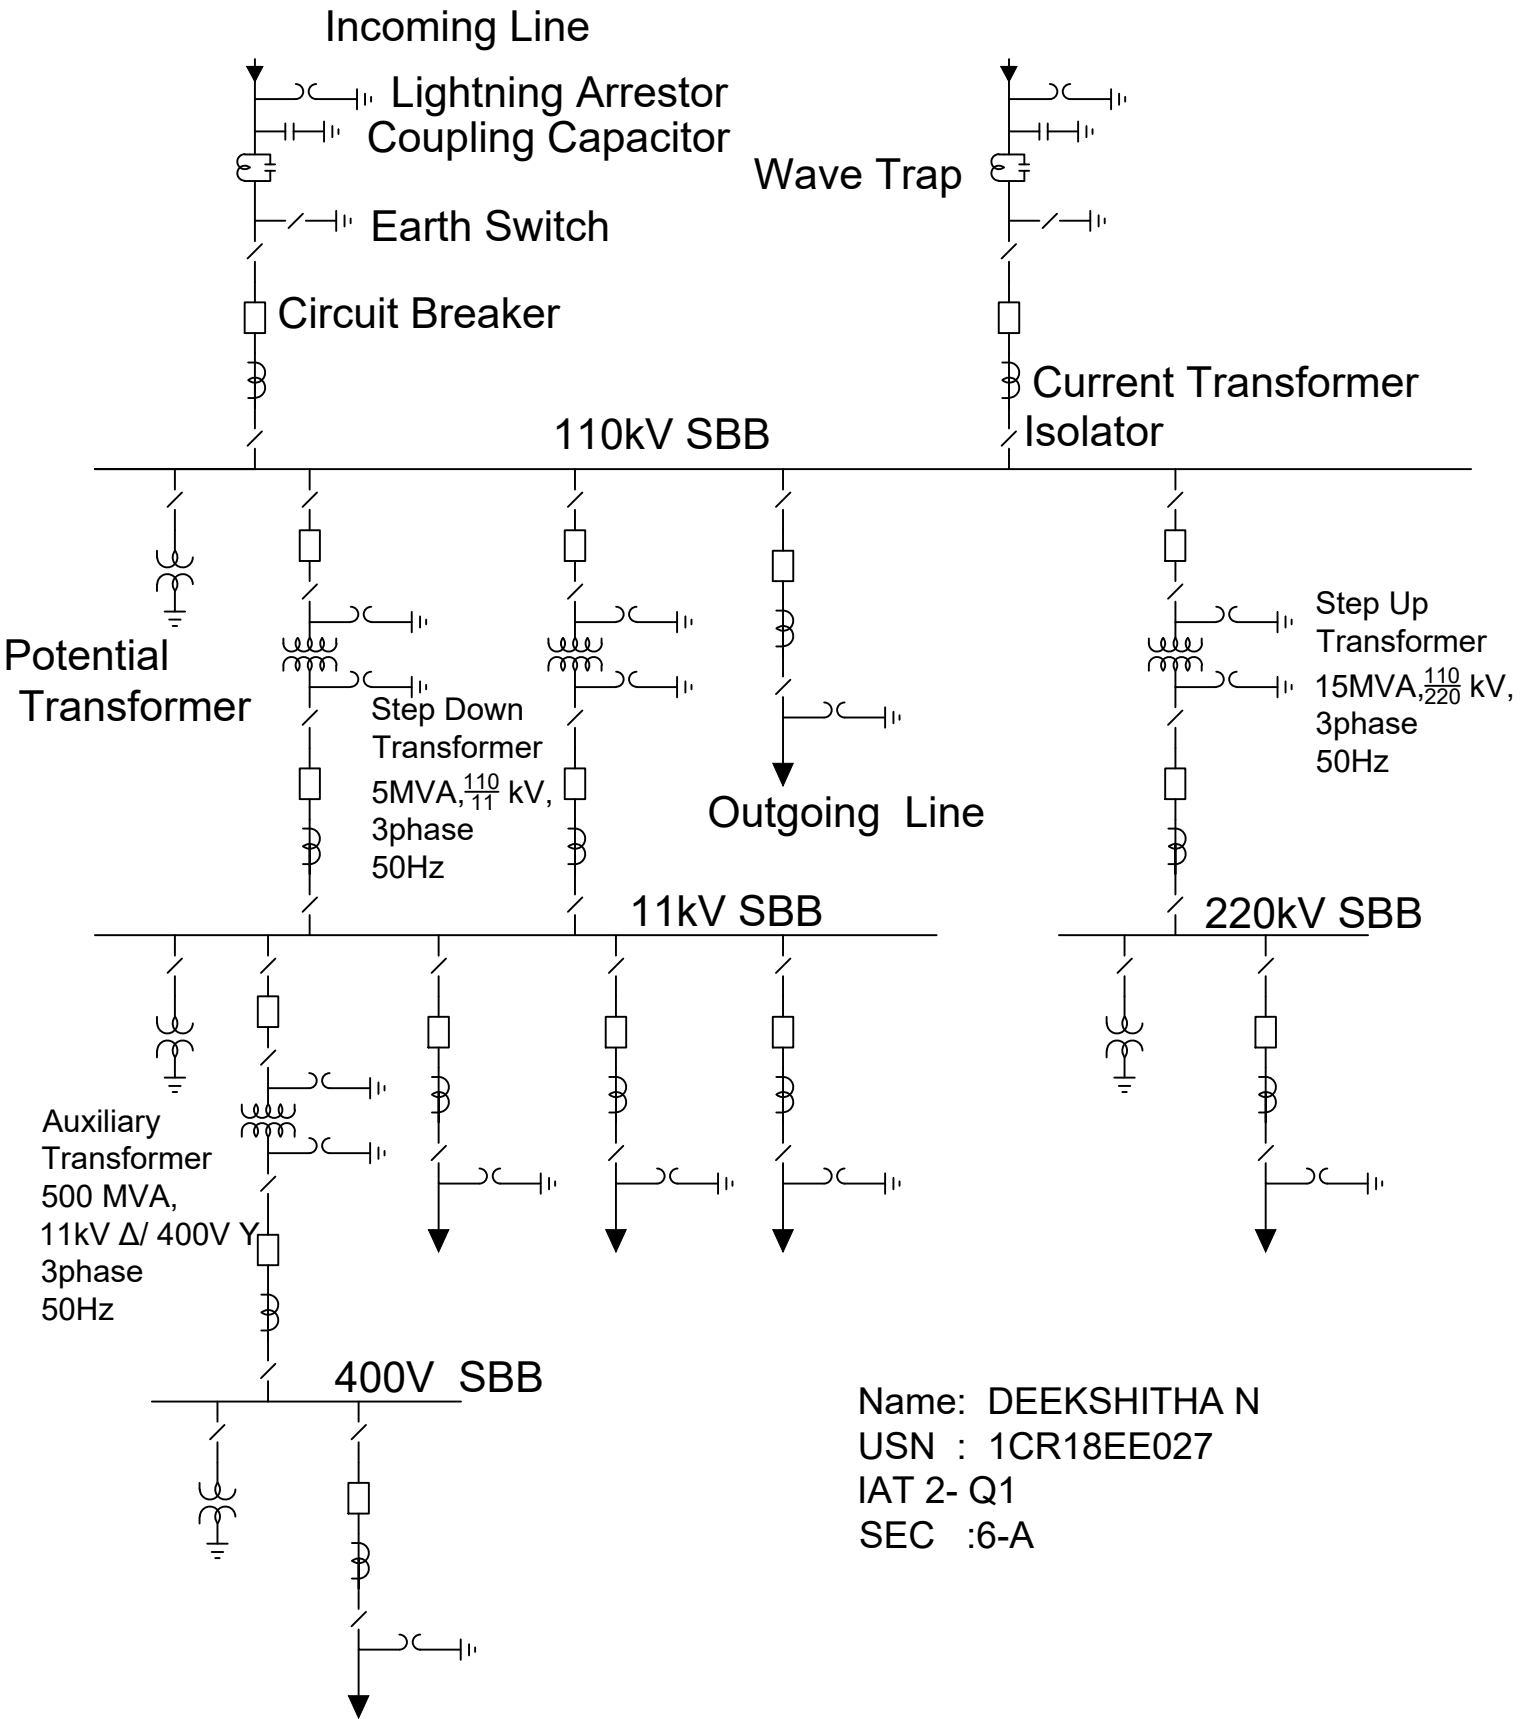 Incoming Line
Lightning Arrestor
Coupling Capacitor
Wave Trap
Earth Switch
Circuit Breaker
Current Transformer
Isolator
110kV SBB
Potential
Transformer
Step Down
Transformer
5MVA, 110/11 kV,
3phase
50Hz
Outgoing Line
Step Up
Transformer
15MVA, 110/220 kV,
3phase
50Hz
11kV SBB
220kV SBB
Auxiliary
Transformer
500 MVA,
11kV Δ/ 400V Y
3phase
50Hz
400V SBB
Name: DEEKSHITHA N
USN : 1CR18EE027
IAT 2- Q1
SEC :6-A